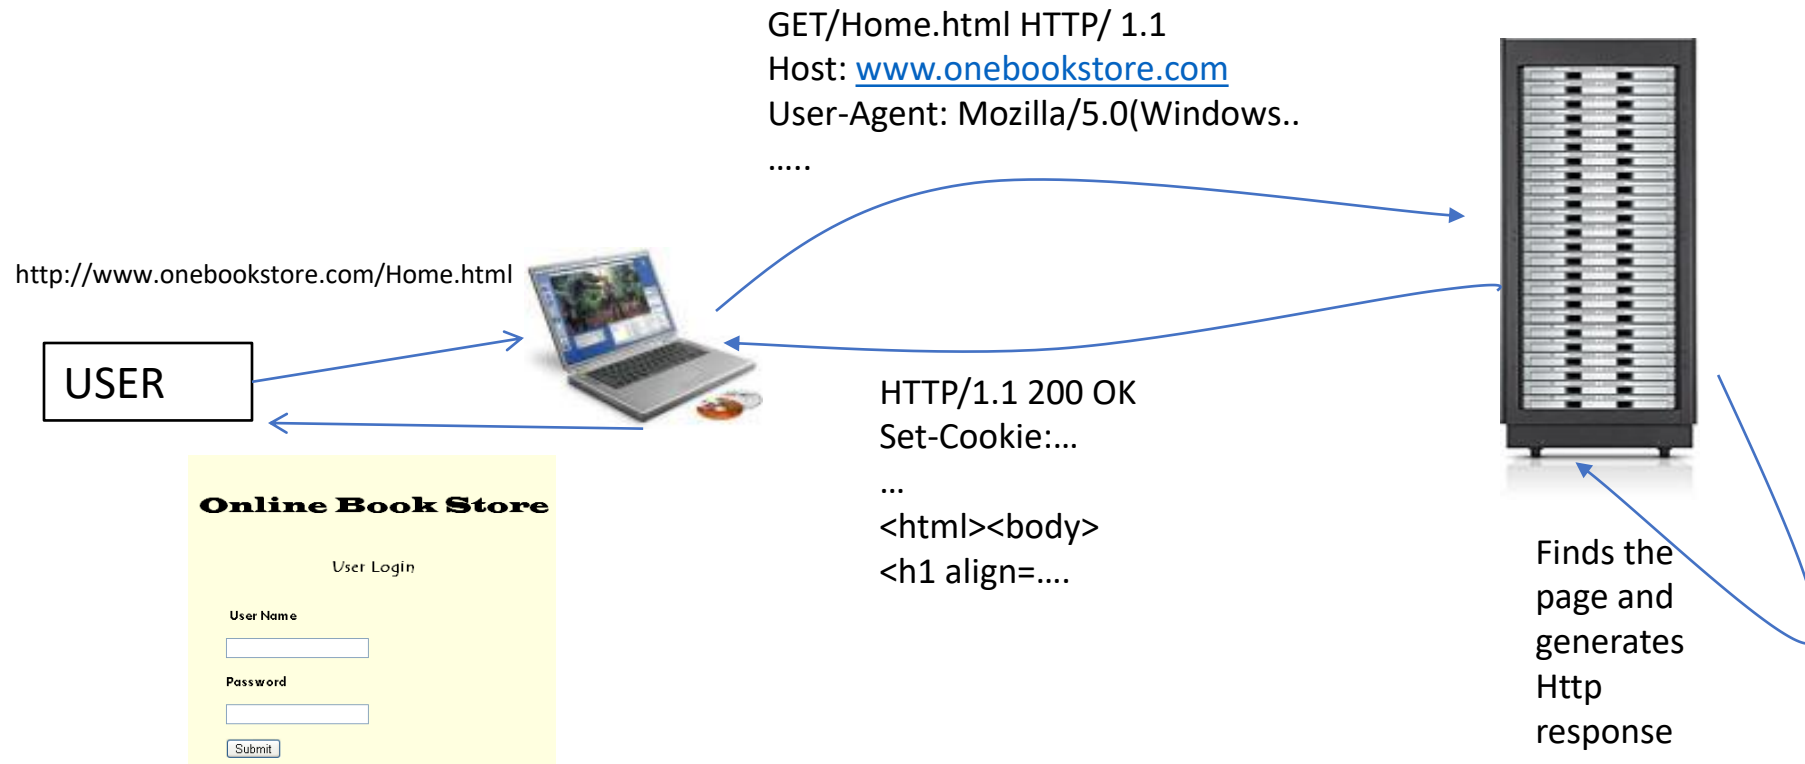 GET/Home.html HTTP/ 1.1
Host: www.onebookstore.com
User-Agent: Mozilla/5.0(Windows..
…..
http://www.onebookstore.com/Home.html
USER
HTTP/1.1 200 OK
Set-Cookie:…
…
<html><body>
<h1 align=….
Online Book Store
User Login
User Name
Password
Submit
Finds the
page and
generates
Http
response